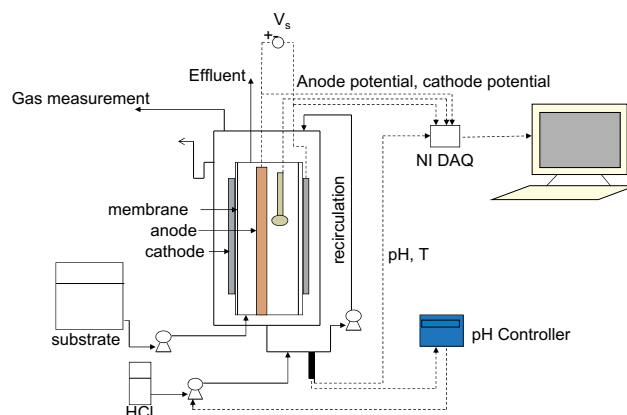 Vs
+-
Effluent
Anode potential, cathode potential
Gas measurement
NI DAQ
membrane
anode
cathode
recirculation
pH, T
substrate
pH Controller
HCl